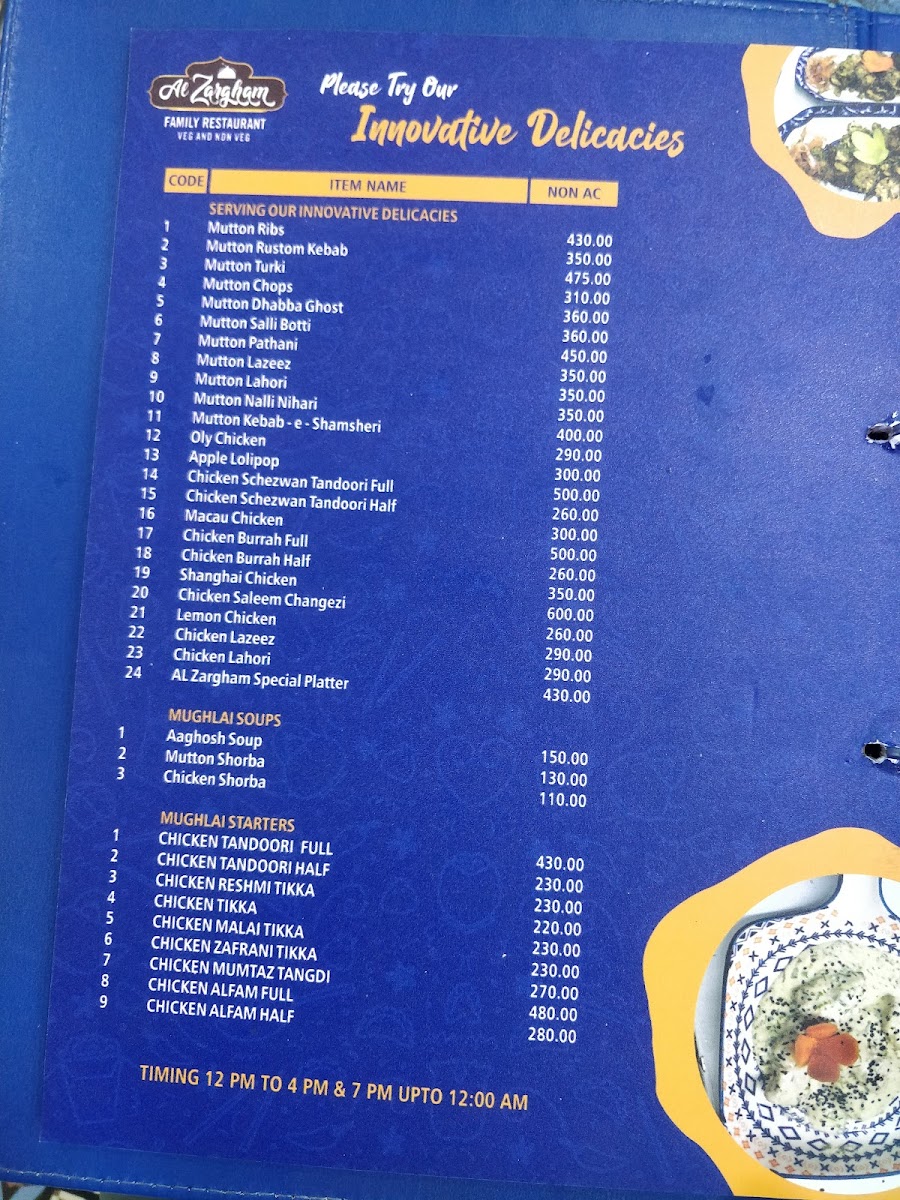 Al Zargham
FAMILY RESTAURANT
VEG AND NON VEG
Please Try Our
Innovative Delicacies
CODE ITEM NAME NON AC
SERVING OUR INNOVATIVE DELICACIES
1 Mutton Ribs 430.00
2 Mutton Rustom Kebab 350.00
3 Mutton Turki 475.00
4 Mutton Chops 310.00
5 Mutton Dhabba Ghost 360.00
6 Mutton Salli Botti 360.00
7 Mutton Pathani 450.00
8 Mutton Lazeez 350.00
9 Mutton Lahori 350.00
10 Mutton Nalli Nihari 350.00
11 Mutton Kebab - e - Shamsheri 400.00
12 Oly Chicken 290.00
13 Apple Lolipop 300.00
14 Chicken Schezwan Tandoori Full 500.00
15 Chicken Schezwan Tandoori Half 260.00
16 Macau Chicken 300.00
17 Chicken Burrah Full 500.00
18 Chicken Burrah Half 260.00
19 Shanghai Chicken 350.00
20 Chicken Saleem Changezi 600.00
21 Lemon Chicken 260.00
22 Chicken Lazeez 290.00
23 Chicken Lahori 290.00
24 AL Zargham Special Platter 430.00
MUGHLAI SOUPS
1 Aaghosh Soup 150.00
2 Mutton Shorba 130.00
3 Chicken Shorba 110.00
MUGHLAI STARTERS
1 CHICKEN TANDOORI FULL 430.00
2 CHICKEN TANDOORI HALF 230.00
3 CHICKEN RESHMI TIKKA 230.00
4 CHICKEN TIKKA 220.00
5 CHICKEN MALAI TIKKA 230.00
6 CHICKEN ZAFRANI TIKKA 230.00
7 CHICKEN MUMTAZ TANGDI 270.00
8 CHICKEN ALFAM FULL 480.00
9 CHICKEN ALFAM HALF 280.00
TIMING 12 PM TO 4 PM & 7 PM UPTO 12:00 AM